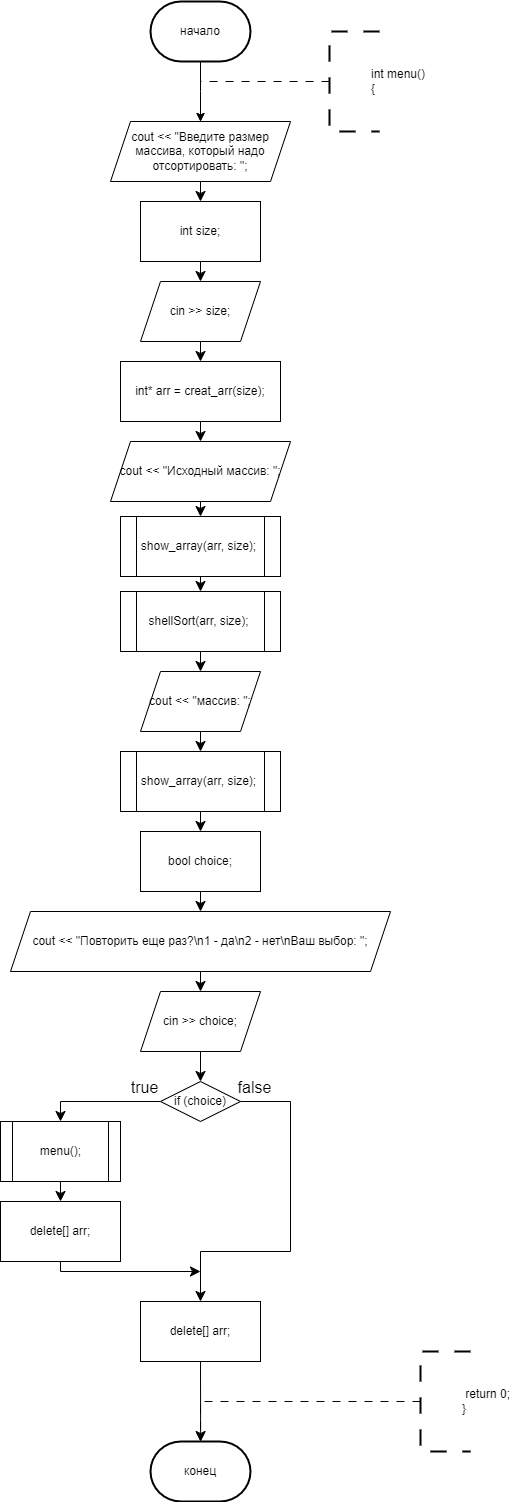 начало
int menu()
{
cout << "Введите размер
массива, который надо
отсортировать: ";
int size;
cin >> size;
int* arr = creat_arr(size);
cout << "Исходный массив: ";
show_array(arr, size);
shellSort(arr, size);
cout << "массив: ";
show_array(arr, size);
bool choice;
cout << "Повторить еще раз?\n1 - да\n2 - нет\nВаш выбор: ";
cin >> choice;
true
false
if (choice)
menu();
delete[] arr;
delete[] arr;
return 0;
}
конец